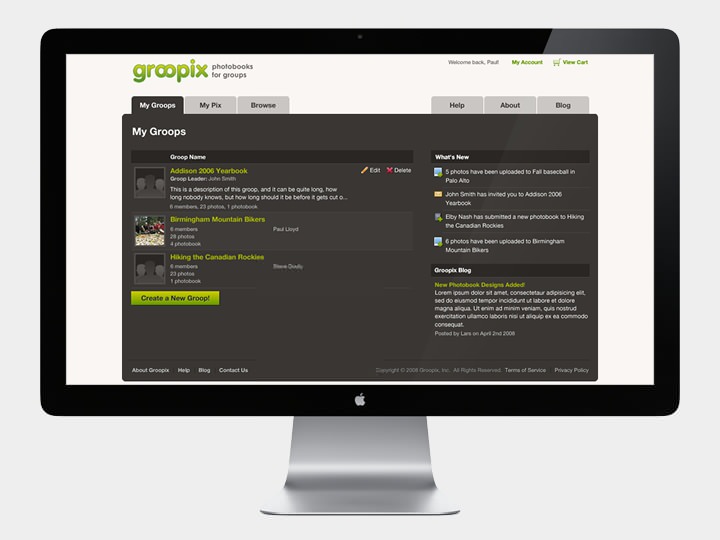 groopix photobooks
for groups
Welcome back, Paul! My Account View Cart
My Groups My Pix Browse Help About Blog
My Groops
Groop Name
Addison 2006 Yearbook Edit Delete
Groop Leader: John Smith
This is a description of this group, and it can be quite long, how
long nobody knows, but how long should it be before it gets cut o...
6 members, 23 photos, 1 photobook
Birmingham Mountain Bikers
6 members Paul Lloyd
28 photos
4 photobook
Hiking the Canadian Rockies
6 members
23 photos
1 photobook
Create a New Groop!
What's New
5 photos have been uploaded to Fall basecball in
Palo Alto
John Smith has invited you to Addison 2006
Yearbook
Elby Nash has submitted a new photobook to Hiking
the Canadian Rockies
6 photos have been uploaded to Birmingham
Mountain Bikers
Groopix Blog
New Photobook Designs Added!
Lorem ipsum dolor sit amet, consectetaur adipisicing elit,
sed do eiusmod tempor incididunt ut labore et dolore
magna aliqua. Ut enim ad minim veniam, quis nostrud
exercitation ullamco laboris nisi ut aliquip ex ea commodo
consequat.
Posted by Lars on April 2nd 2008
About Groopix Help Blog Contact Us Copyright © 2008 Groopix, Inc. All Rights Reserved. Terms of Service Privacy Policy